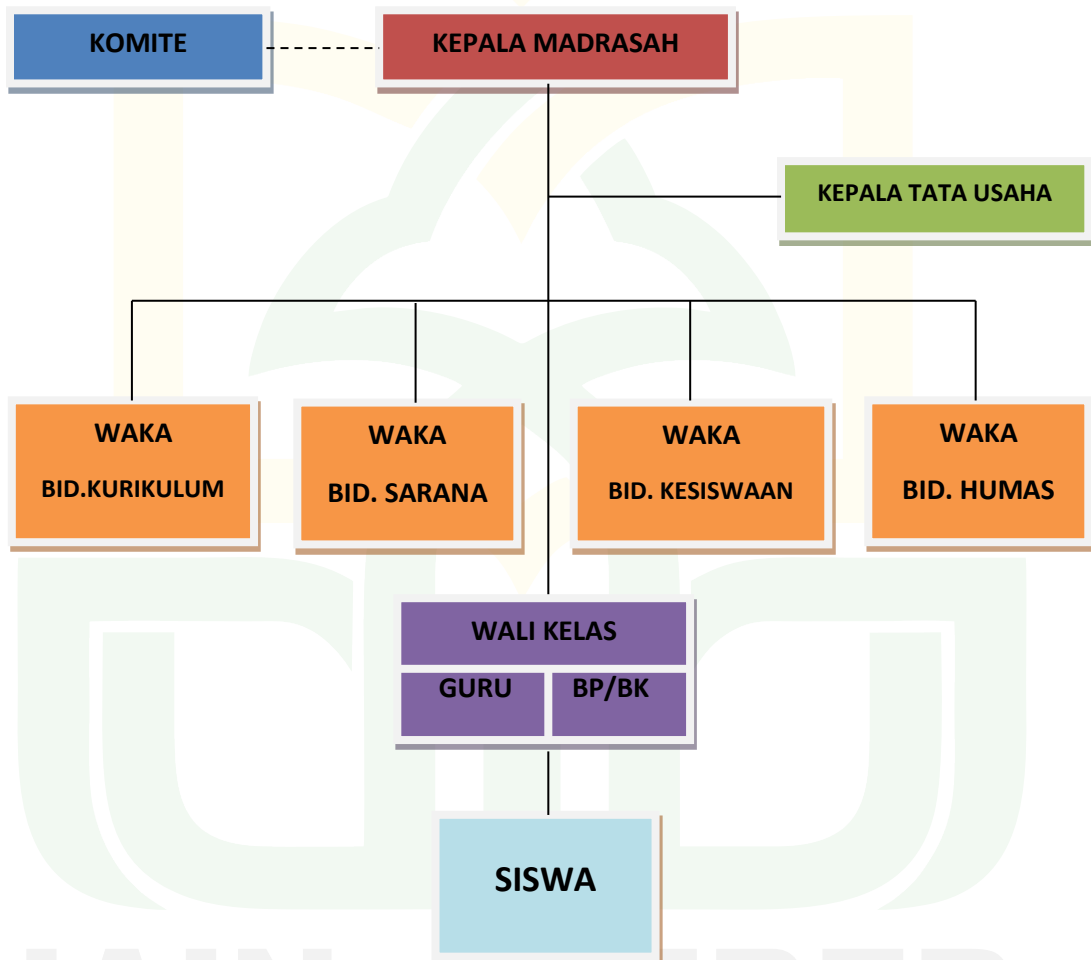 KOMITE
KEPALA MADRASAH
KEPALA TATA USAHA
WAKA
BID.KURIKULUM
WAKA
BID. SARANA
WAKA
BID. KESISWAAN
WAKA
BID. HUMAS
WALI KELAS
GURU
BP/BK
SISWA